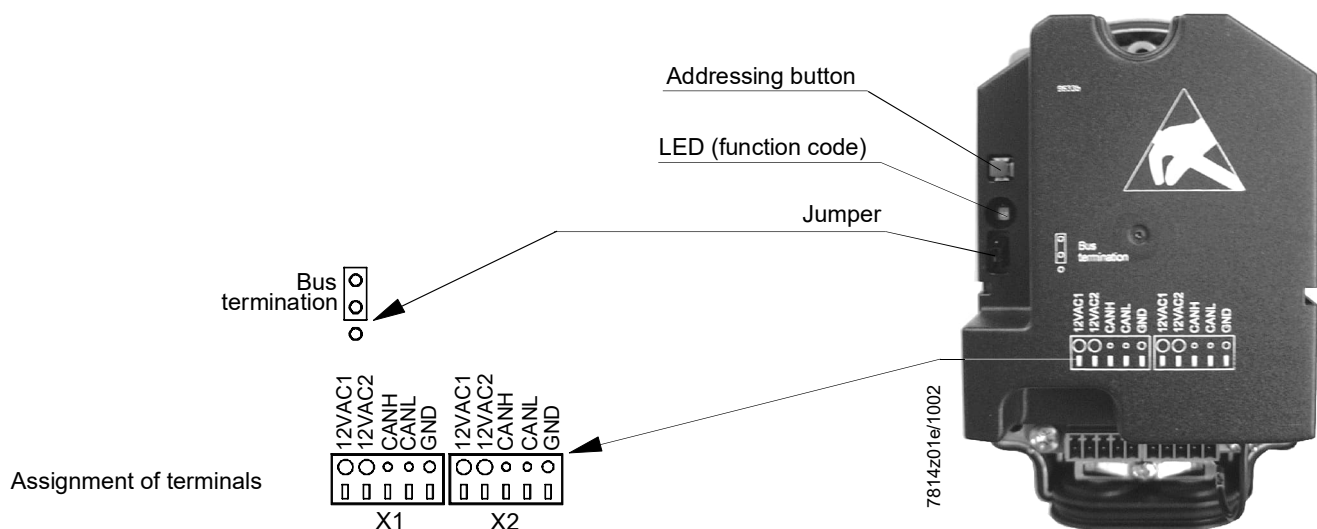 Addressing button
LED (function code)
Jumper
Bus
termination
12VAC1
12VAC2
CANH
CANL
GND
12VAC1
12VAC2
CANH
CANL
GND
Assignment of terminals
X1
X2
Bus
termination
12VAC1
12VAC2
CANH
CANL
GND
12VAC1
12VAC2
CANH
CANL
GND
7814z01e/1002